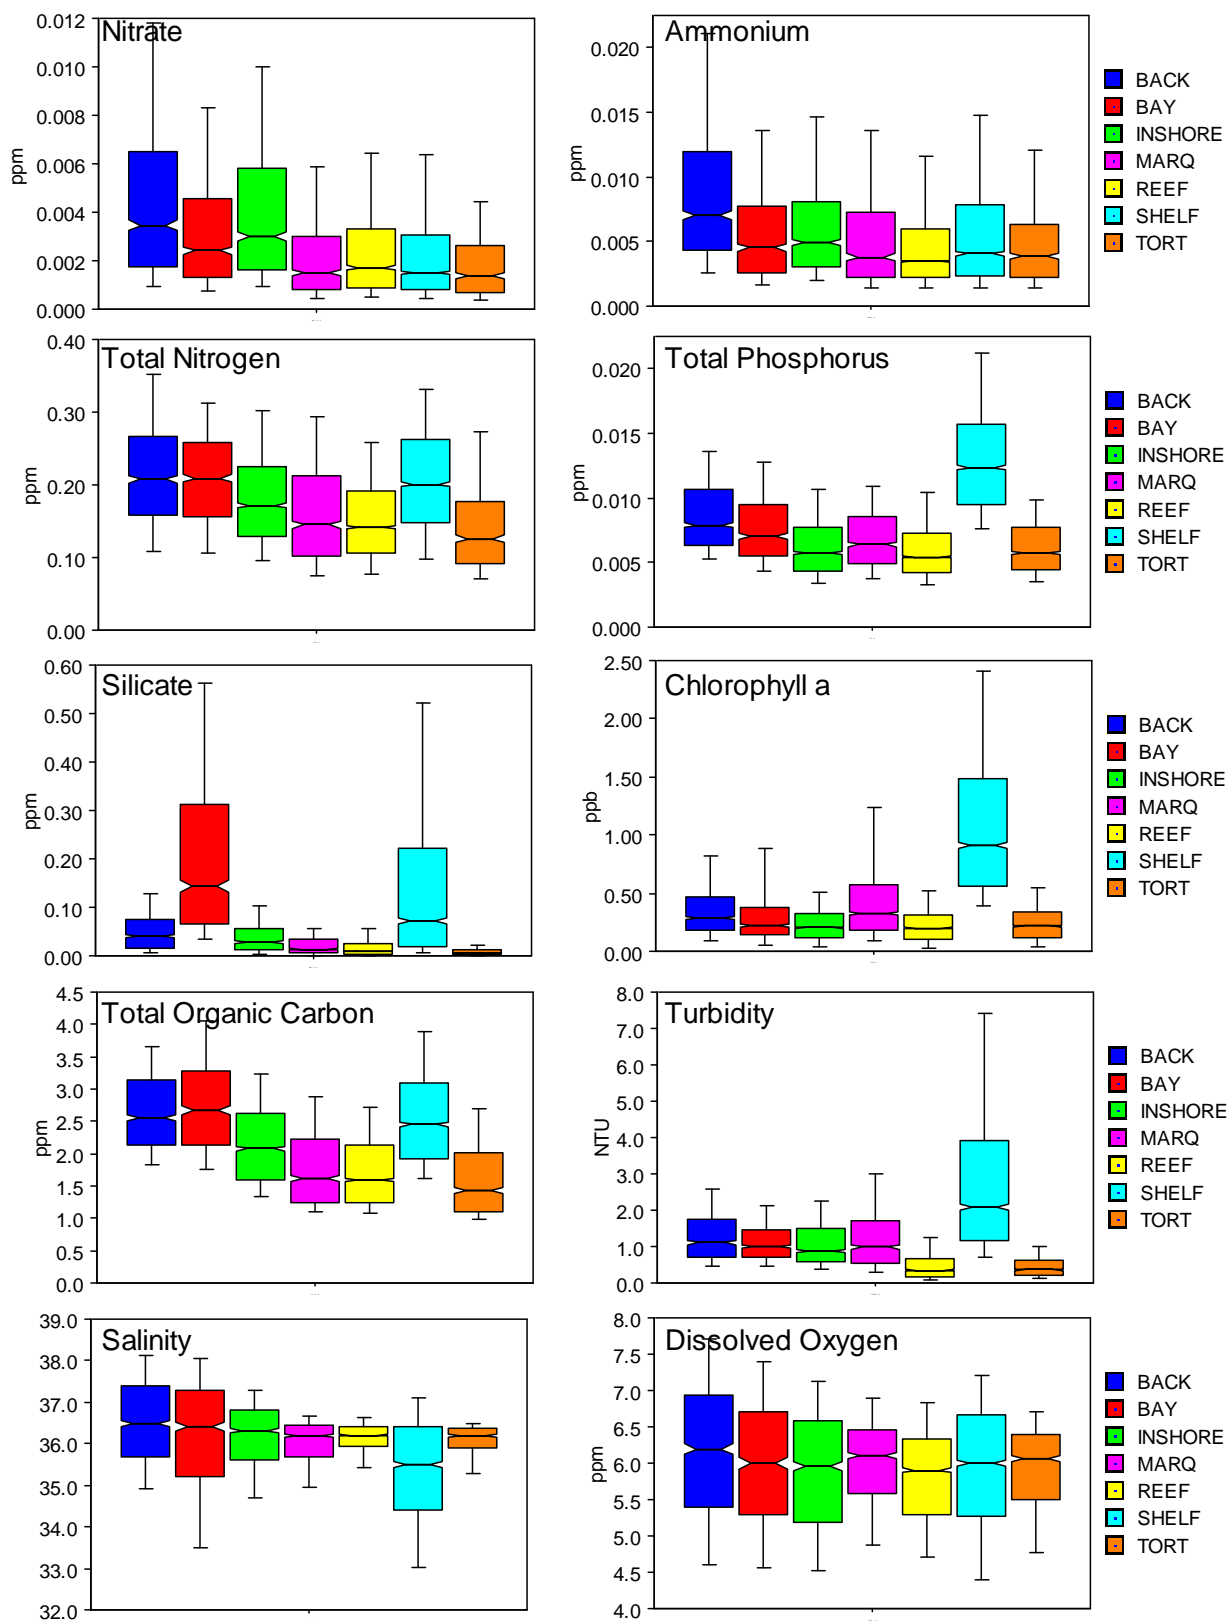 Nitrate
0.012
0.010
0.008
0.006
0.004
0.002
0.000
ppm
Ammonium
0.020
0.015
0.010
0.005
0.000
ppm
BACK
BAY
INSHORE
MARQ
REEF
SHELF
TORT
Total Nitrogen
0.40
0.30
0.20
0.10
0.00
ppm
Total Phosphorus
0.020
0.015
0.010
0.005
0.000
ppm
BACK
BAY
INSHORE
MARQ
REEF
SHELF
TORT
Silicate
0.60
0.50
0.40
0.30
0.20
0.10
0.00
ppm
Chlorophyll a
2.50
2.00
1.50
1.00
0.50
0.00
ppb
BACK
BAY
INSHORE
MARQ
REEF
SHELF
TORT
Total Organic Carbon
4.5
4.0
3.5
3.0
2.5
2.0
1.5
1.0
0.5
0.0
ppm
Turbidity
8.0
7.0
6.0
5.0
4.0
3.0
2.0
1.0
0.0
NTU
BACK
BAY
INSHORE
MARQ
REEF
SHELF
TORT
Salinity
39.0
38.0
37.0
36.0
35.0
34.0
33.0
32.0
Dissolved Oxygen
8.0
7.5
7.0
6.5
6.0
5.5
5.0
4.5
4.0
ppm
BACK
BAY
INSHORE
MARQ
REEF
SHELF
TORT